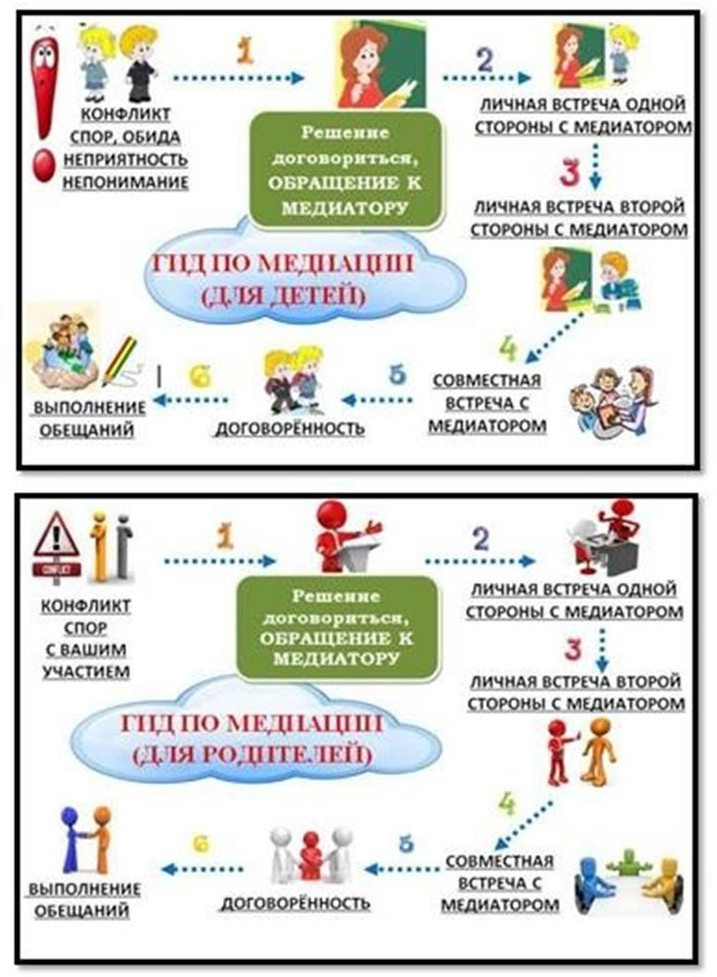 1
2
КОНФЛИКТ
СПОР, ОБИДА
НЕПРИЯТНОСТЬ
НЕПОНИМАНИЕ
Решение
договориться,
ОБРАЩЕНИЕ К
МЕДИАТОРУ
ЛИЧНАЯ ВСТРЕЧА ОДНОЙ
СТОРОНЫ С МЕДИАТОРОМ
3
ЛИЧНАЯ ВСТРЕЧА ВТОРОЙ
СТОРОНЫ С МЕДИАТОРОМ
ГИД ПО МЕДИАЦИИ
(ДЛЯ ДЕТЕЙ)
4
СОВМЕСТНАЯ
ВСТРЕЧА С
МЕДИАТОРОМ
5
ДОГОВОРЁННОСТЬ
6
ВЫПОЛНЕНИЕ
ОБЕЩАНИЙ
CONFLICT
1
2
КОНФЛИКТ
СПОР
С ВАШИМ
УЧАСТИЕМ
Решение
договориться,
ОБРАЩЕНИЕ К
МЕДИАТОРУ
ЛИЧНАЯ ВСТРЕЧА ОДНОЙ
СТОРОНЫ С МЕДИАТОРОМ
3
ЛИЧНАЯ ВСТРЕЧА ВТОРОЙ
СТОРОНЫ С МЕДИАТОРОМ
ГИД ПО МЕДИАЦИИ
(ДЛЯ РОДИТЕЛЕЙ)
4
СОВМЕСТНАЯ
ВСТРЕЧА С
МЕДИАТОРОМ
5
ДОГОВОРЁННОСТЬ
6
ВЫПОЛНЕНИЕ
ОБЕЩАНИЙ